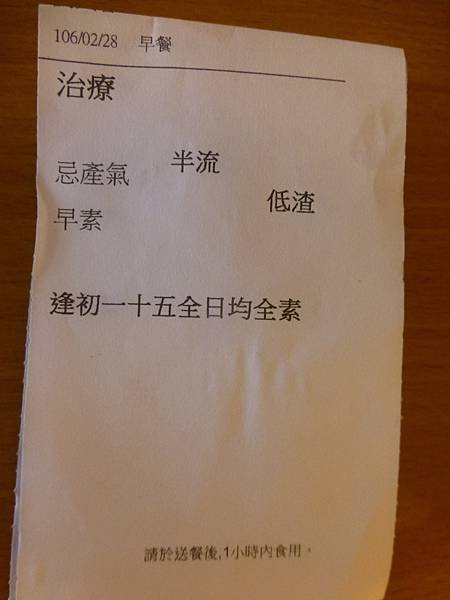 106/02/28 早餐
治療
忌產氣 半流
低渣
早素
逢初一十五全日均全素
請於送餐後,1小時內食用。